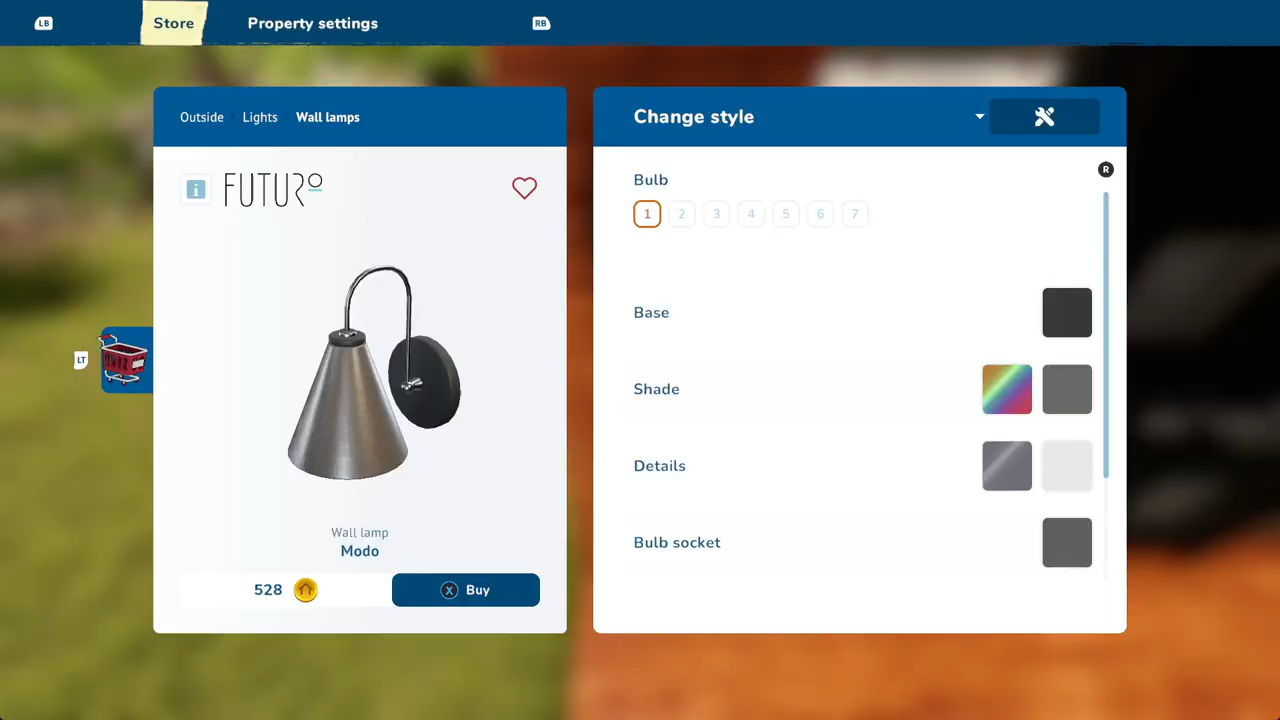 LB
Store
Property settings
RB
Outside
Lights
Wall lamps
Change style
i
FUTURO
R
Bulb
1 2 3 4 5 6 7
Base
Shade
LT
Details
Wall lamp
Modo
Bulb socket
528
X Buy